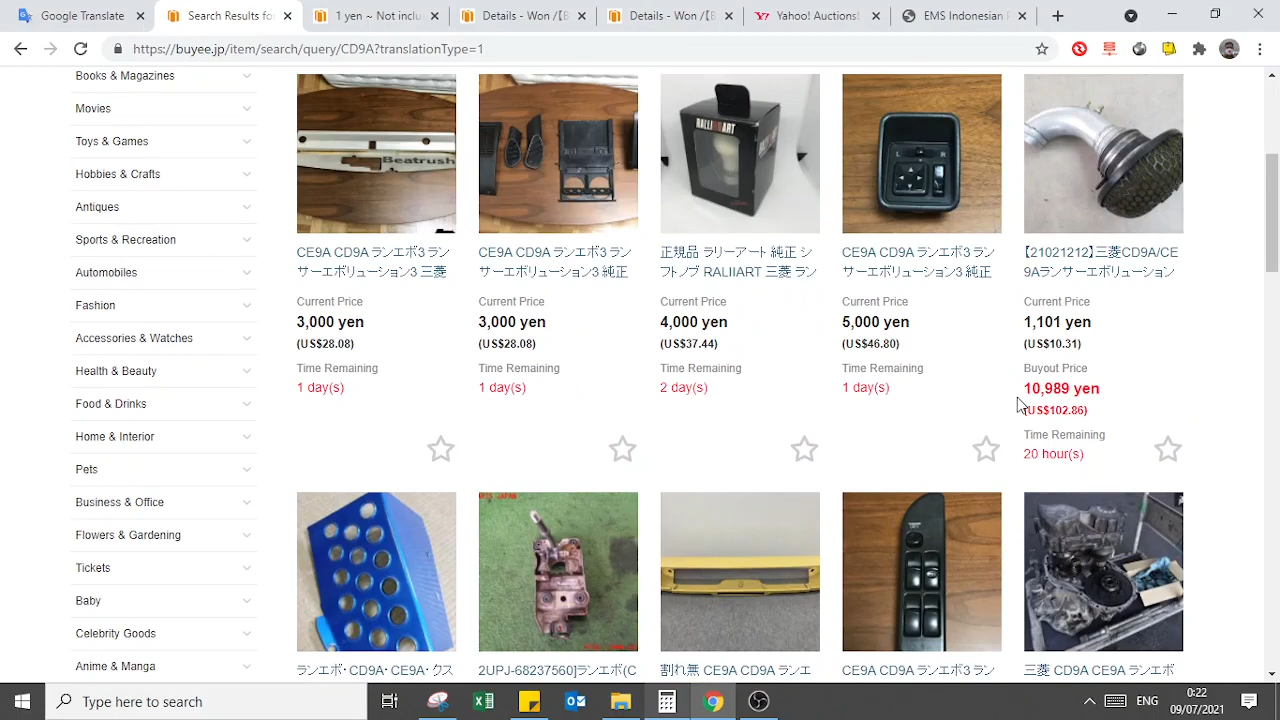 Google Translate
Search Results for
1 yen ~ Not inclu
Details - Won /【B
Details - Won /【B
Yahoo! Auctions!
EMS Indonesian P
https://buyee.jp/item/search/query/CD9A?translationType=1
Books & Magazines
Movies
Toys & Games
Hobbies & Crafts
Antiques
Sports & Recreation
Automobiles
Fashion
Accessories & Watches
Health & Beauty
Food & Drinks
Home & Interior
Pets
Business & Office
Flowers & Gardening
Tickets
Baby
Celebrity Goods
Anime & Manga
Beatrush
CE9A CD9A ランエボ3 ラン
サーエボリューション3 三菱
Current Price
3,000 yen
(US$28.08)
Time Remaining
1 day(s)
CE9A CD9A ランエボ3 ラン
サーエボリューション3 純正
Current Price
3,000 yen
(US$28.08)
Time Remaining
1 day(s)
RALLIART
正規品 ラリーアート 純正 シ
フトノブ RALIIART 三菱 ラン
Current Price
4,000 yen
(US$37.44)
Time Remaining
2 day(s)
L R
CE9A CD9A ランエボ3 ラン
サーエボリューション3 純正
Current Price
5,000 yen
(US$46.80)
Time Remaining
1 day(s)
【21021212】三菱CD9A/CE
9Aランサーエボリューション
Current Price
1,101 yen
(US$10.31)
Buyout Price
10,989 yen
(US$102.86)
Time Remaining
20 hour(s)
ランエボ・CD9A・CE9A・クス
JAPAN
2UPJ-68237560]ランエボ(C
割れ無 CE9A CD9A ランエ
CE9A CD9A ランエボ3 ラン
三菱 CD9A CE9A ランエボ
Type here to search
ENG
0:22
09/07/2021